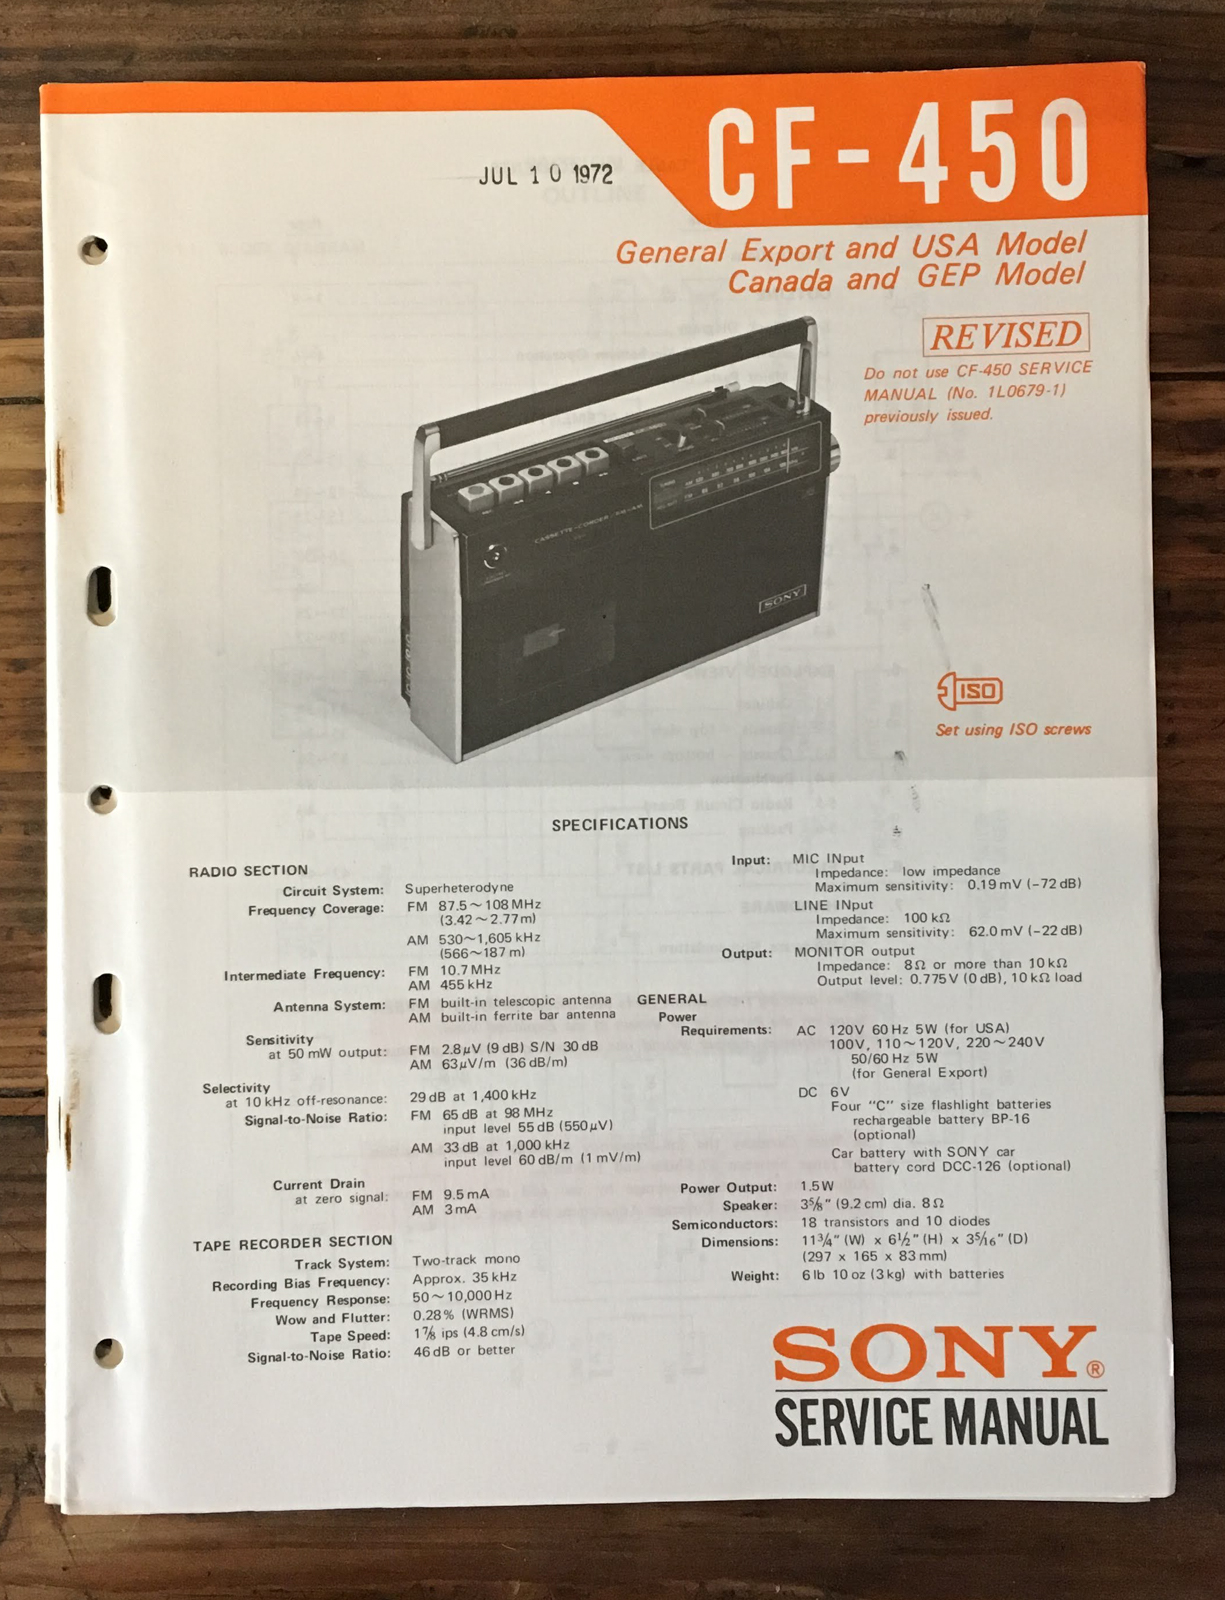 CF-450
JUL 10 1972
General Export and USA Model
Canada and GEP Model
REVISED
Do not use CF-450 SERVICE
MANUAL (No. 1L0679-1)
previously issued.
SONY
ISO
Set using ISO screws
SPECIFICATIONS
RADIO SECTION
Circuit System: Superheterodyne
Frequency Coverage: FM 87.5～108 MHz
(3.42～2.77m)
AM 530～1,605 kHz
(566～187 m)
Intermediate Frequency: FM 10.7 MHz
AM 455 kHz
Antenna System: FM built-in telescopic antenna
AM built-in ferrite bar antenna
Sensitivity
at 50 mW output: FM 2.8μV (9 dB) S/N 30 dB
AM 63μV/m (36 dB/m)
Selectivity
at 10 kHz off-resonance: 29 dB at 1,400 kHz
Signal-to-Noise Ratio: FM 65 dB at 98 MHz
input level 55 dB (550μV)
AM 33 dB at 1,000 kHz
input level 60 dB/m (1 mV/m)
Current Drain
at zero signal: FM 9.5 mA
AM 3 mA
TAPE RECORDER SECTION
Track System: Two-track mono
Recording Bias Frequency: Approx. 35 kHz
Frequency Response: 50～10,000 Hz
Wow and Flutter: 0.28% (WRMS)
Tape Speed: 1⅞ ips (4.8 cm/s)
Signal-to-Noise Ratio: 46 dB or better
Input: MIC INput
Impedance: low impedance
Maximum sensitivity: 0.19 mV (-72 dB)
LINE INput
Impedance: 100 kΩ
Maximum sensitivity: 62.0 mV (-22 dB)
Output: MONITOR output
Impedance: 8Ω or more than 10 kΩ
Output level: 0.775 V (0 dB), 10 kΩ load
GENERAL
Power
Requirements: AC 120V 60 Hz 5W (for USA)
100V, 110～120V, 220～240V
50/60 Hz 5W
(for General Export)
DC 6V
Four "C" size flashlight batteries
rechargeable battery BP-16
(optional)
Car battery with SONY car
battery cord DCC-126 (optional)
Power Output: 1.5W
Speaker: 3⅝" (9.2 cm) dia. 8Ω
Semiconductors: 18 transistors and 10 diodes
Dimensions: 11¾" (W) x 6½" (H) x 3 5/16" (D)
(297 x 165 x 83 mm)
Weight: 6 lb 10 oz (3 kg) with batteries
SONY®
SERVICE MANUAL